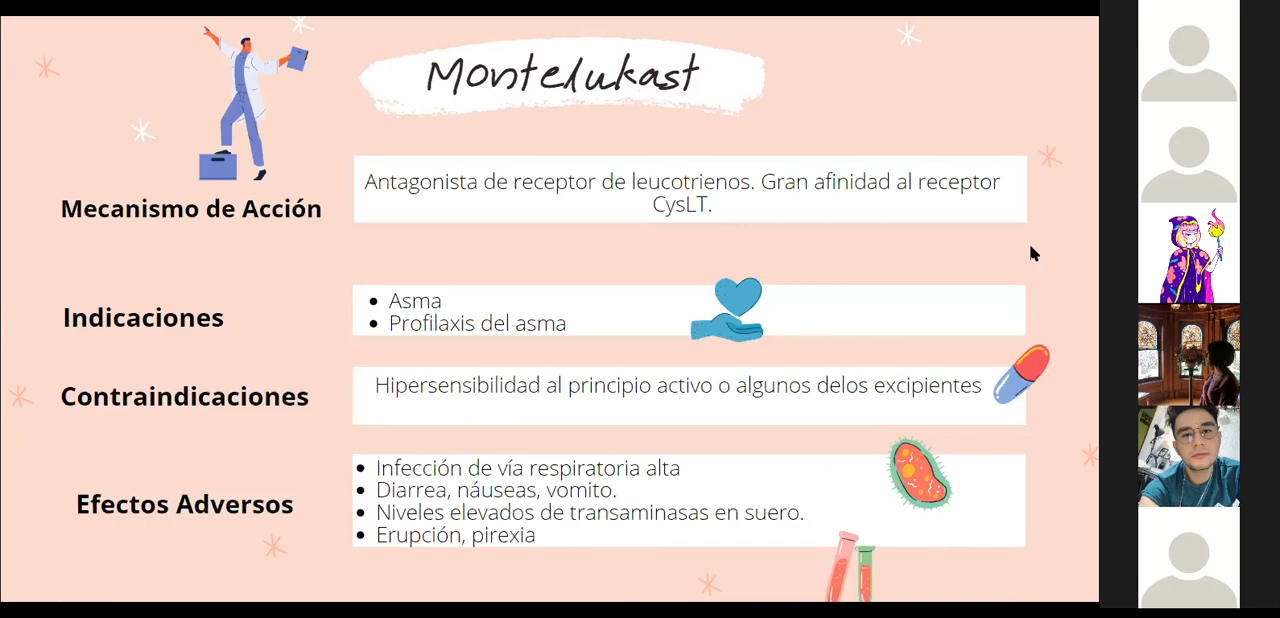 Montelukast
Mecanismo de Acción
Antagonista de receptor de leucotrienos. Gran afinidad al receptor
CysLT.
Indicaciones
• Asma
• Profilaxis del asma
Contraindicaciones
Hipersensibilidad al principio activo o algunos delos excipientes
Efectos Adversos
• Infección de vía respiratoria alta
• Diarrea, náuseas, vomito.
• Niveles elevados de transaminasas en suero.
• Erupción, pirexia